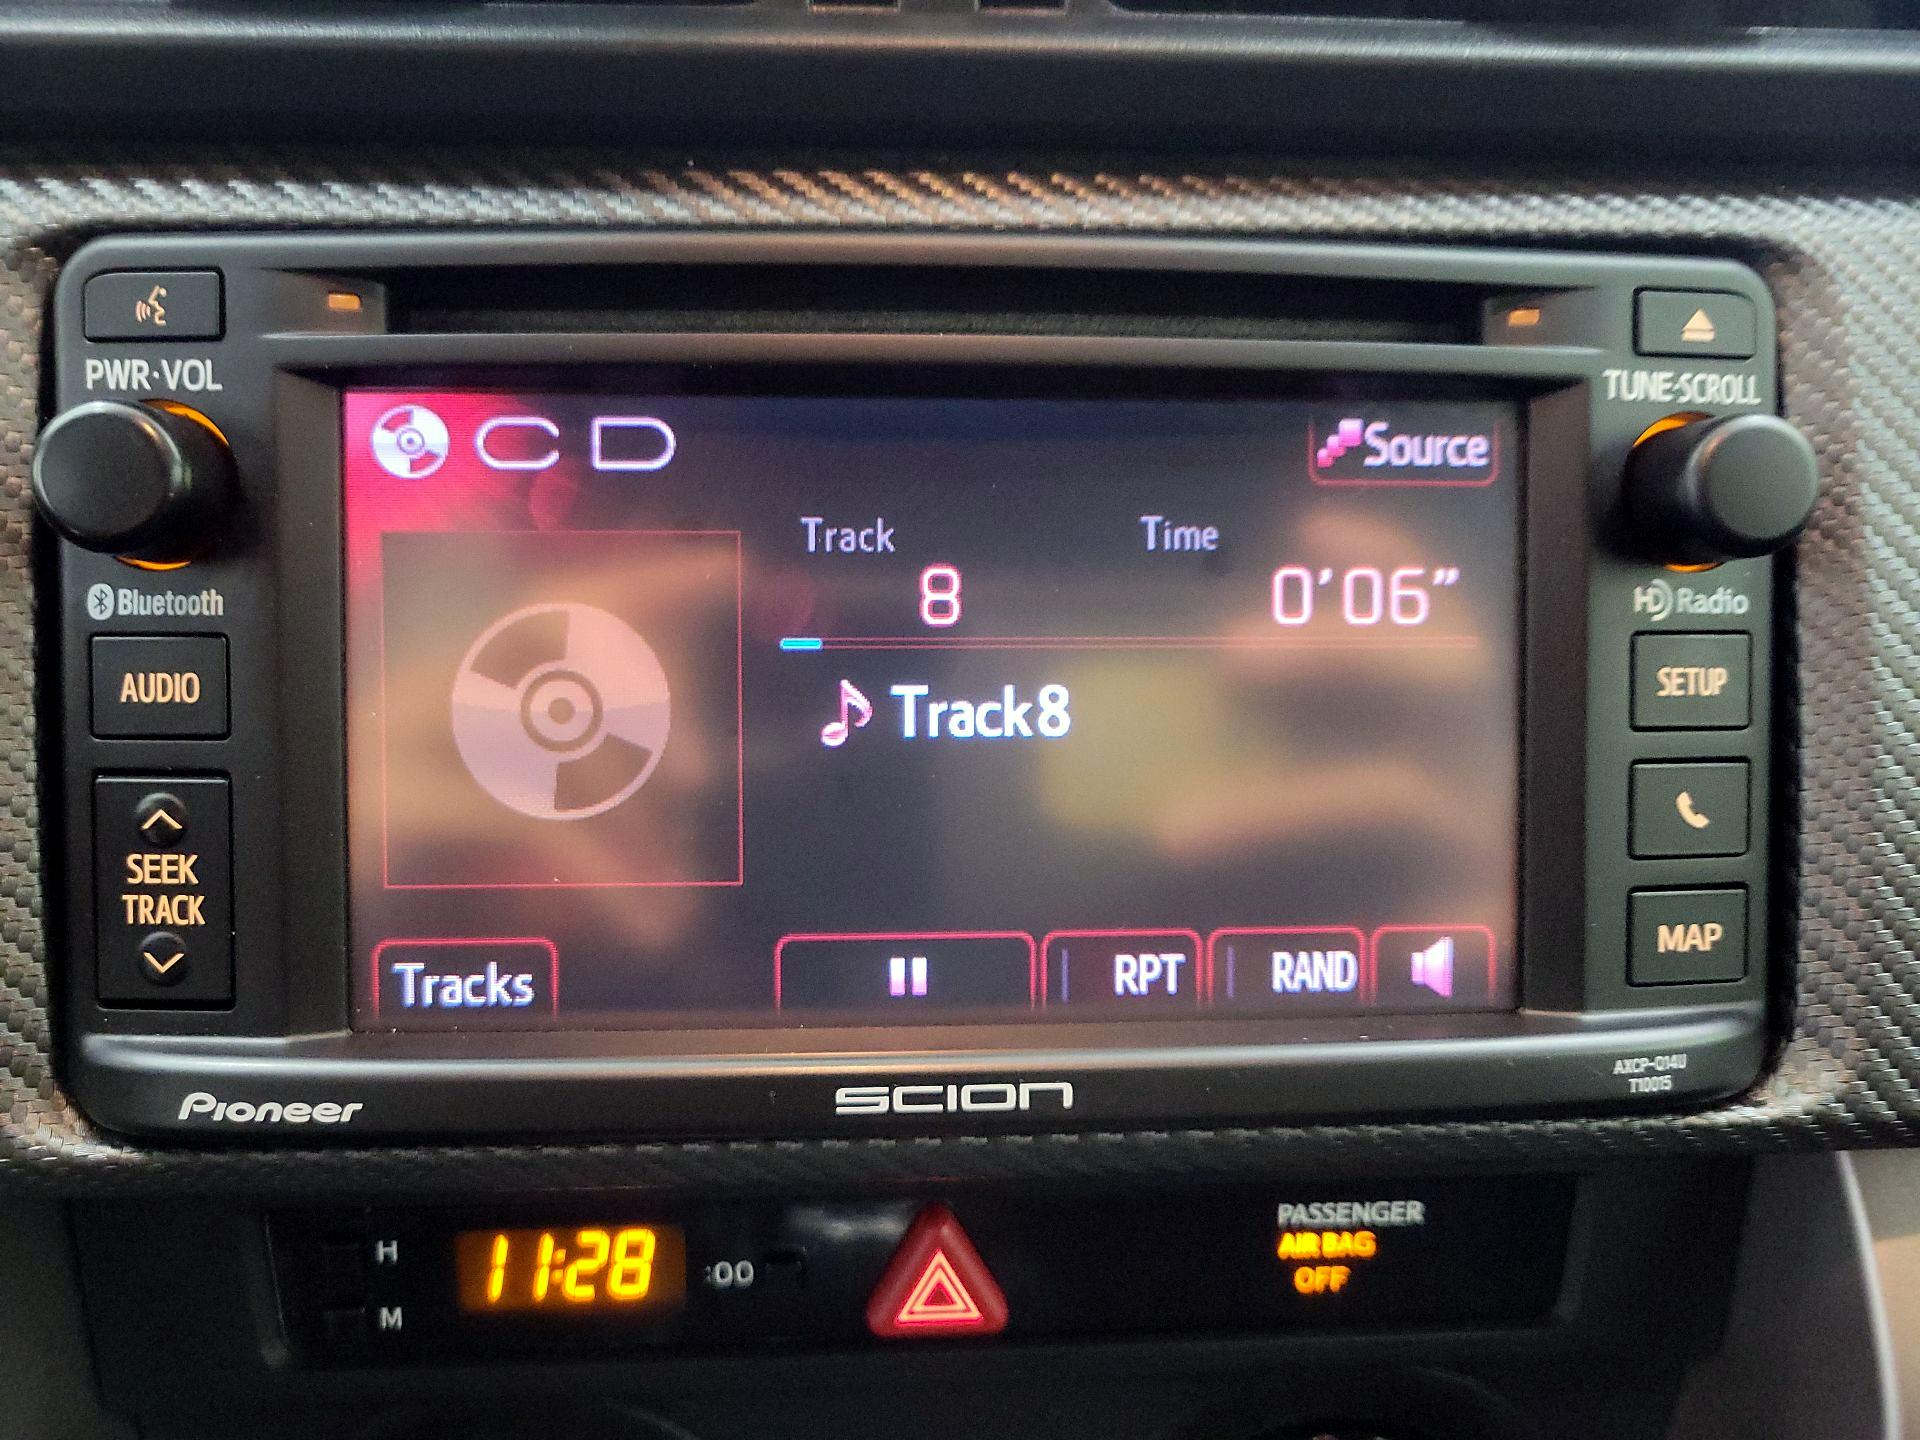 PWR·VOL
TUNE·SCROLL
CD
Source
Track
Time
8
0'06"
Bluetooth
HD Radio
AUDIO
SETUP
Track8
SEEK
TRACK
MAP
Tracks
RPT
RAND
AXCP-014U
T10015
Pioneer
SCION
PASSENGER
AIR BAG
OFF
H
11:28
:00
M